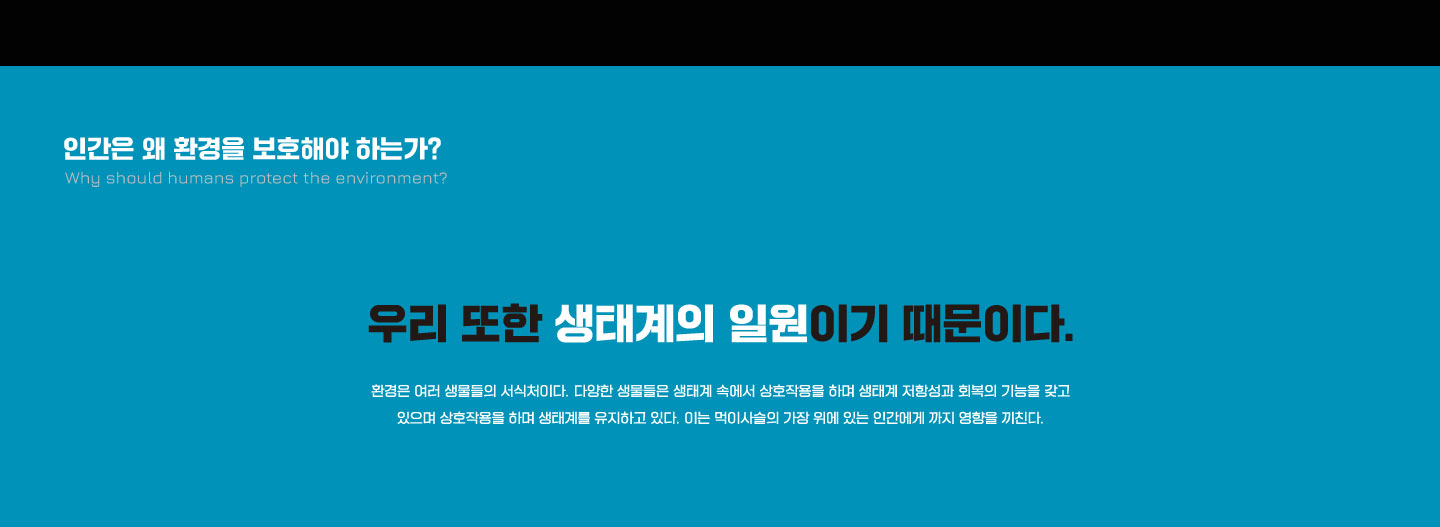 인간은 왜 환경을 보호해야 하는가?
Why should humans protect the environment?
우리 또한 생태계의 일원이기 때문이다.
환경은 여러 생물들의 서식처이다. 다양한 생물들은 생태계 속에서 상호작용을 하며 생태계 저항성과 회복의 기능을 갖고
있으며 상호작용을 하며 생태계를 유지하고 있다. 이는 먹이사슬의 가장 위에 있는 인간에게 까지 영향을 끼친다.